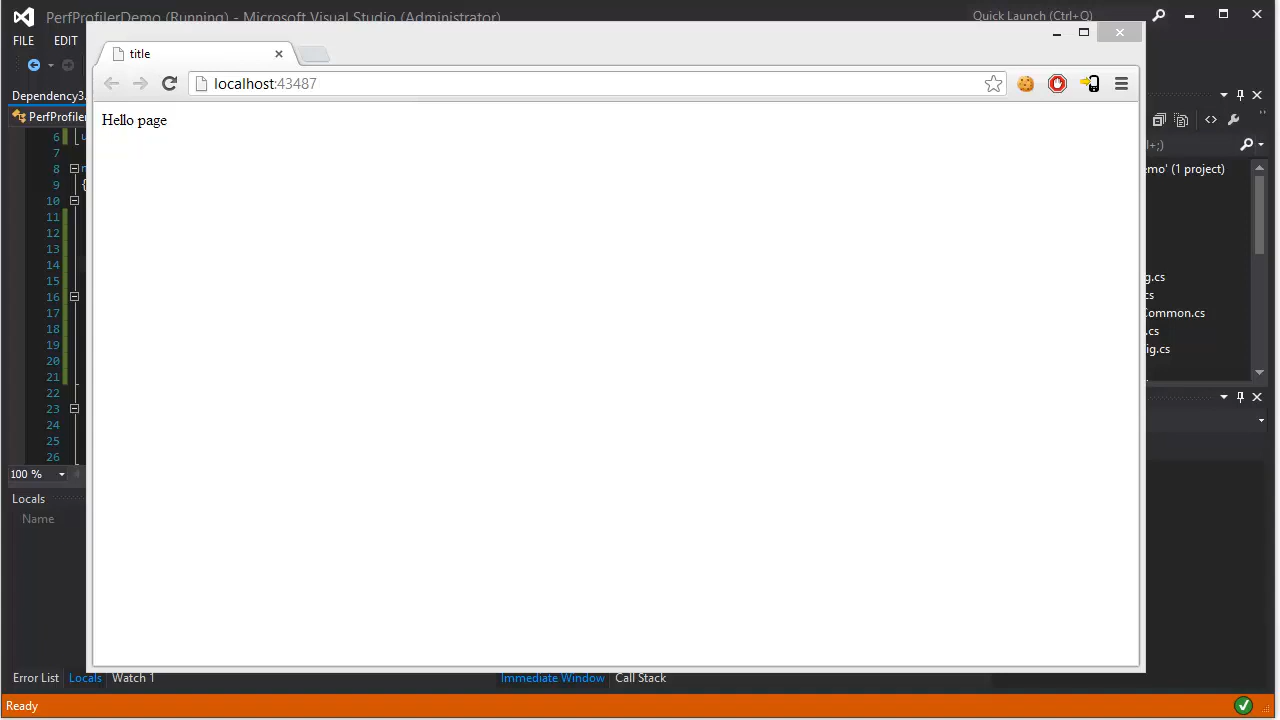 PerfProfilerDemo (Running) - Microsoft Visual Studio (Administrator)
Quick Launch (Ctrl+Q)
FILE EDIT
title
localhost:43487
Hello page
Dependency3.
PerfProfiler
6
7
8
9
10
11
12
13
14
15
16
17
18
19
20
21
22
23
24
25
26
100 %
+;)
emo' (1 project)
g.cs
cs
Common.cs
.cs
ig.cs
Locals
Name
Error List Locals Watch 1
Immediate Window Call Stack
Ready